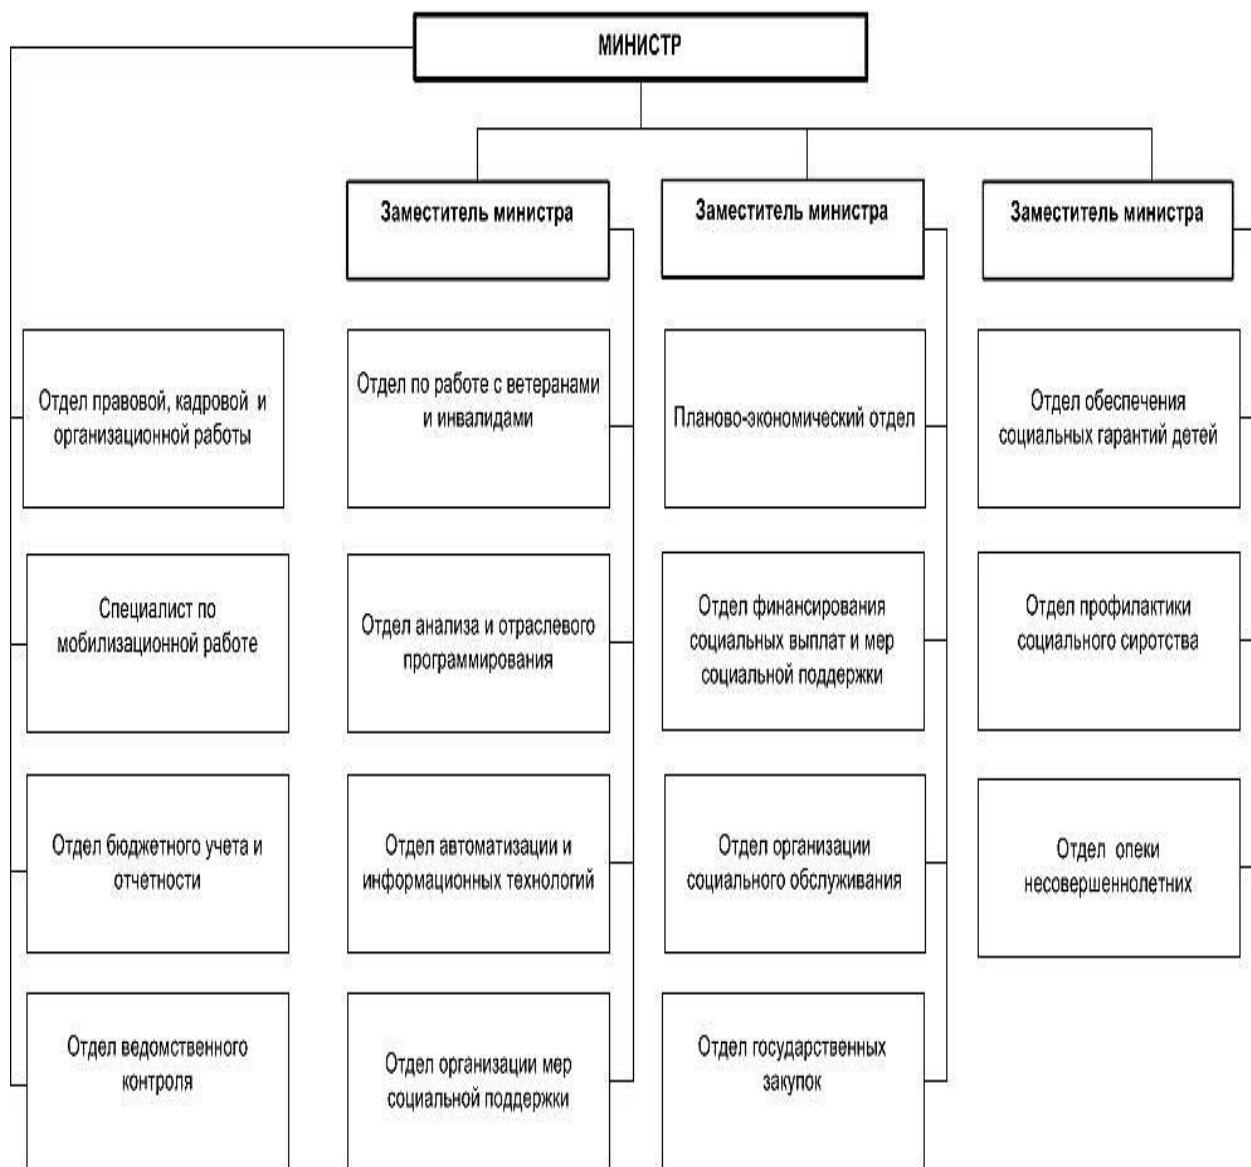 МИНИСТР
Заместитель министра
Заместитель министра
Заместитель министра
Отдел правовой, кадровой и
организационной работы
Отдел по работе с ветеранами
и инвалидами
Планово-экономический отдел
Отдел обеспечения
социальных гарантий детей
Специалист по
мобилизационной работе
Отдел анализа и отраслевого
программирования
Отдел финансирования
социальных выплат и мер
социальной поддержки
Отдел профилактики
социального сиротства
Отдел бюджетного учета и
отчетности
Отдел автоматизации и
информационных технологий
Отдел организации
социального обслуживания
Отдел опеки
несовершеннолетних
Отдел ведомственного
контроля
Отдел организации мер
социальной поддержки
Отдел государственных
закупок